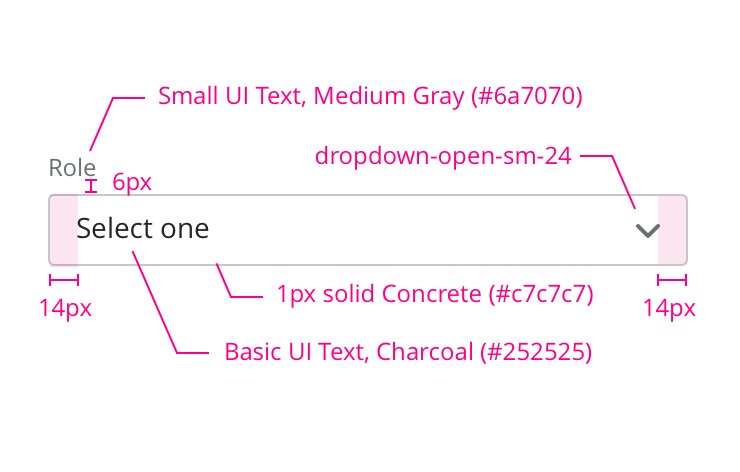 Small UI Text, Medium Gray (#6a7070)
dropdown-open-sm-24
Role
6px
Select one
14px
1px solid Concrete (#c7c7c7)
14px
Basic UI Text, Charcoal (#252525)